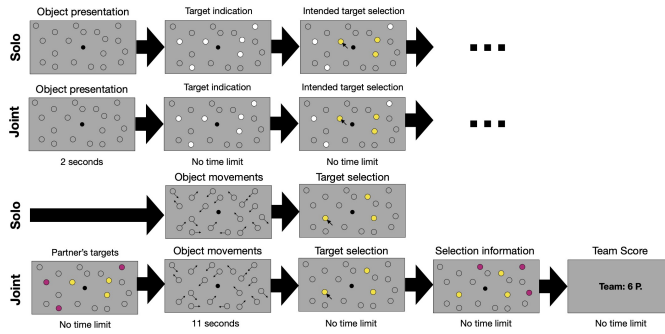 Object presentation Target indication Intended target selection
Solo
Object presentation Target indication Intended target selection
Joint
2 seconds No time limit No time limit
Object movements Target selection
Solo
Partner's targets Object movements Target selection Selection information Team Score
Joint
Team: 6 P.
No time limit 11 seconds No time limit No time limit No time limit